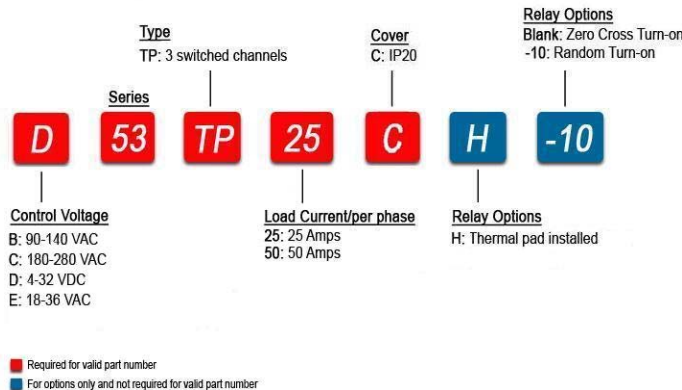 Relay Options
Blank: Zero Cross Turn-on
-10: Random Turn-on
Type
TP: 3 switched channels
Cover
C: IP20
Series
D 53 TP 25 C H -10
Control Voltage
B: 90-140 VAC
C: 180-280 VAC
D: 4-32 VDC
E: 18-36 VAC
Load Current/per phase
25: 25 Amps
50: 50 Amps
Relay Options
H: Thermal pad installed
Required for valid part number
For options only and not required for valid part number